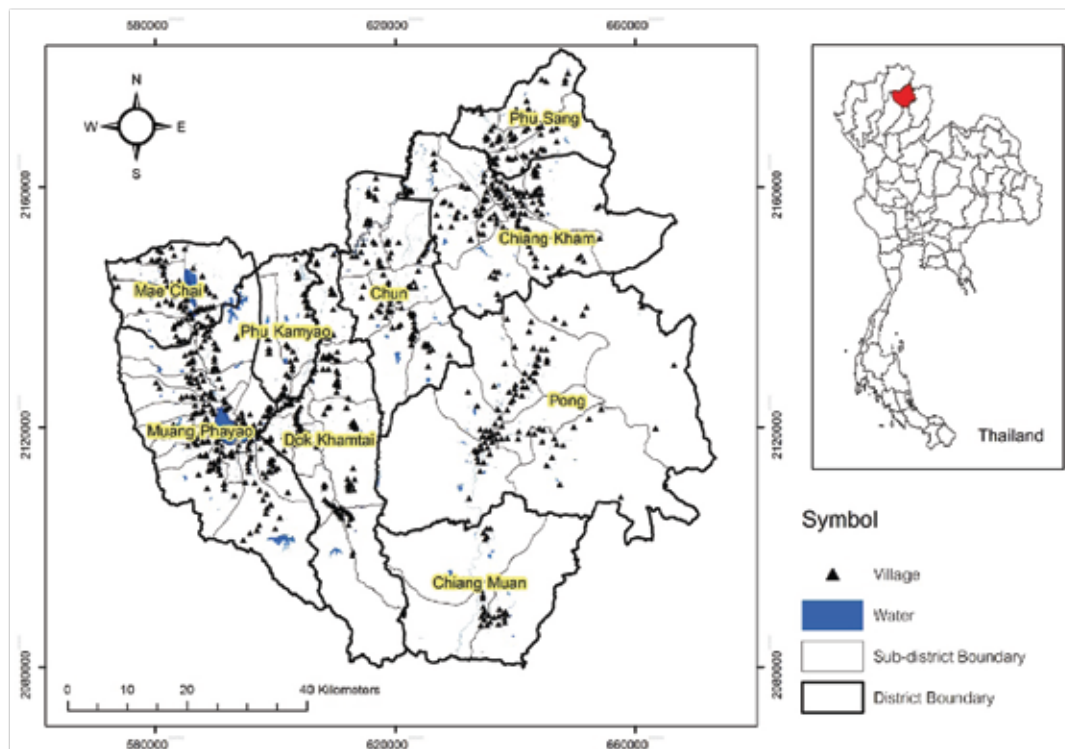 580000 620000 660000
N
W E
S
2160000
2120000
2080000
2160000
2120000
2080000
Phu Sang
Chiang Kham
Mae Chai
Chun
Phu Kamyao
Pong
Muang Phayao
Dok Khamtai
Chiang Muan
0 10 20 40 Kilometers
580000 620000 660000
Thailand
Symbol
Village
Water
Sub-district Boundary
District Boundary